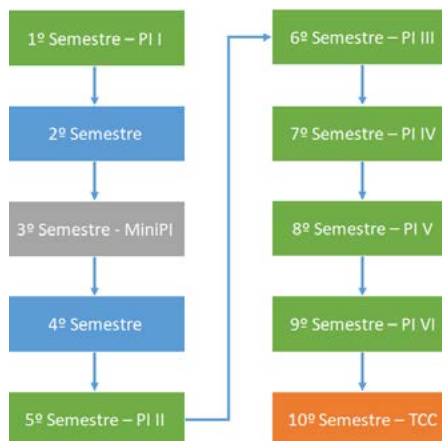 1º Semestre – PI I
2º Semestre
3º Semestre - MiniPI
4º Semestre
5º Semestre – PI II
6º Semestre – PI III
7º Semestre – PI IV
8º Semestre – PI V
9º Semestre – PI VI
10º Semestre – TCC